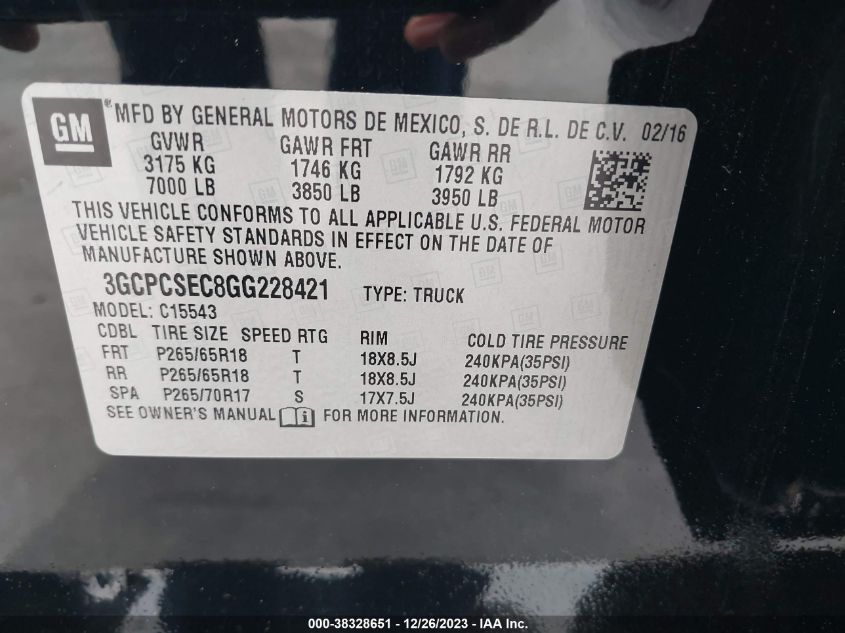 GM ® MFD BY GENERAL MOTORS DE MEXICO, S. DE R.L. DE C.V. 02/16
GVWR GAWR FRT GAWR RR
3175 KG 1746 KG 1792 KG
7000 LB 3850 LB 3950 LB
THIS VEHICLE CONFORMS TO ALL APPLICABLE U.S. FEDERAL MOTOR
VEHICLE SAFETY STANDARDS IN EFFECT ON THE DATE OF
MANUFACTURE SHOWN ABOVE.
3GCPCSEC8GG228421 TYPE: TRUCK
MODEL: C15543
CDBL TIRE SIZE SPEED RTG RIM COLD TIRE PRESSURE
FRT P265/65R18 T 18X8.5J 240KPA(35PSI)
RR P265/65R18 T 18X8.5J 240KPA(35PSI)
SPA P265/70R17 S 17X7.5J 240KPA(35PSI)
SEE OWNER'S MANUAL i FOR MORE INFORMATION.
000-38328651 - 12/26/2023 - IAA Inc.